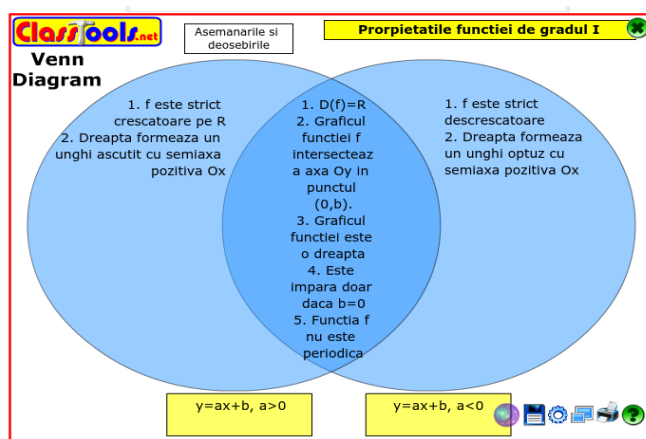 ClassTools.net
Venn
Diagram
Asemanarile si
deosebirile
Prorpietatile functiei de gradul I
1. f este strict
crescatoare pe R
2. Dreapta formeaza un
unghi ascutit cu semiaxa
pozitiva Ox
1. D(f)=R
2. Graficul
functiei f
intersecteaz
a axa Oy in
punctul
(0,b).
3. Graficul
functiei este
o dreapta
4. Este
impara doar
daca b=0
5. Functia f
nu este
periodica
1. f este strict
descrescatoare
2. Dreapta formeaza
un unghi optuz cu
semiaxa pozitiva Ox
y=ax+b, a>0
y=ax+b, a<0